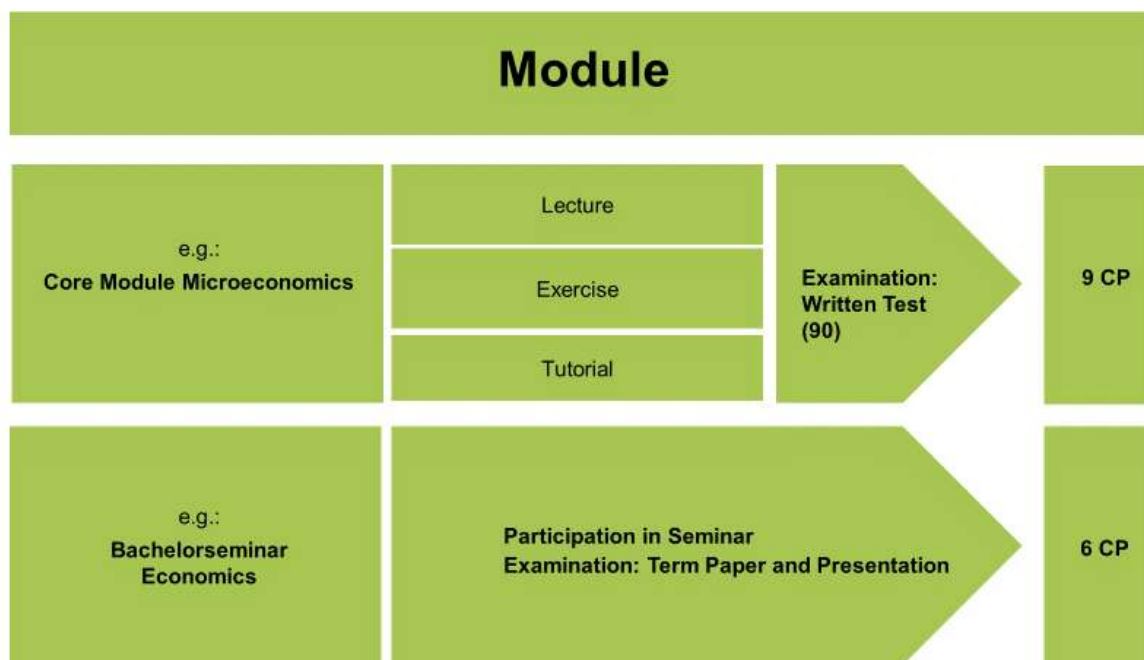 Module
e.g.:
Core Module Microeconomics
Lecture
Exercise
Tutorial
Examination:
Written Test
(90)
9 CP
e.g.:
Bachelorseminar
Economics
Participation in Seminar
Examination: Term Paper and Presentation
6 CP